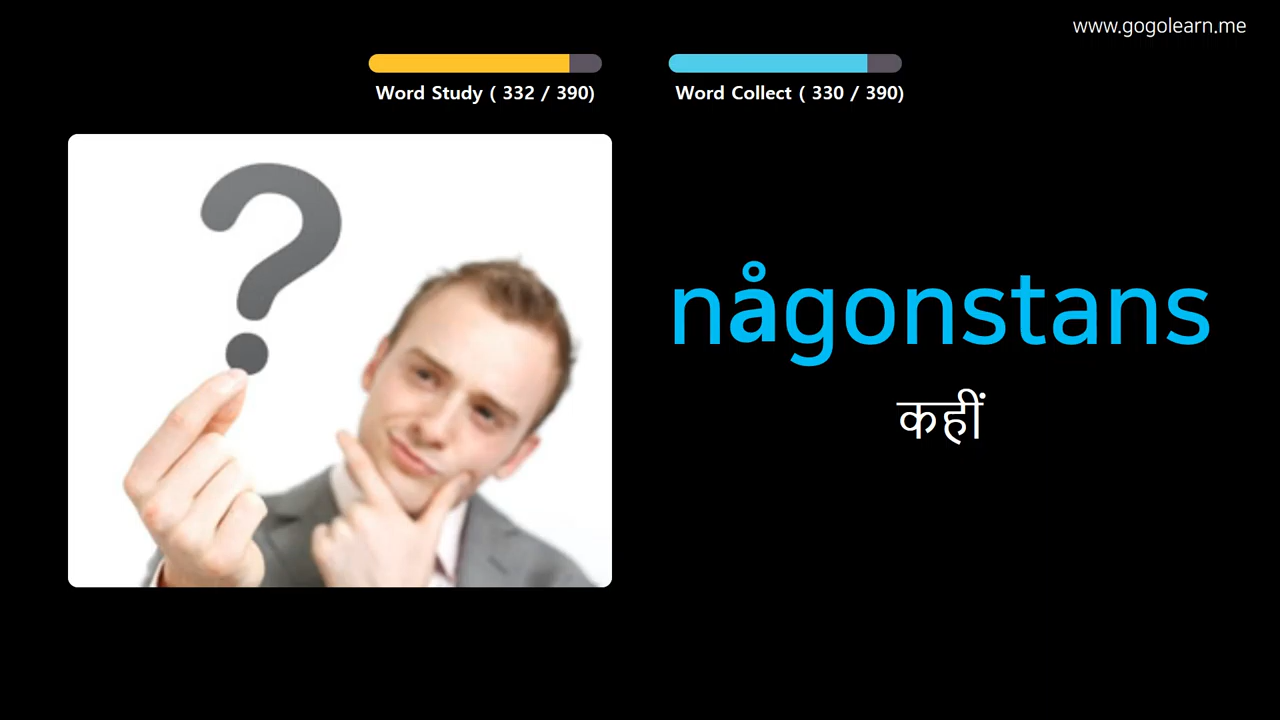 www.gogolearn.me
Word Study ( 332 / 390)
Word Collect ( 330 / 390)
?
någonstans
कहीं